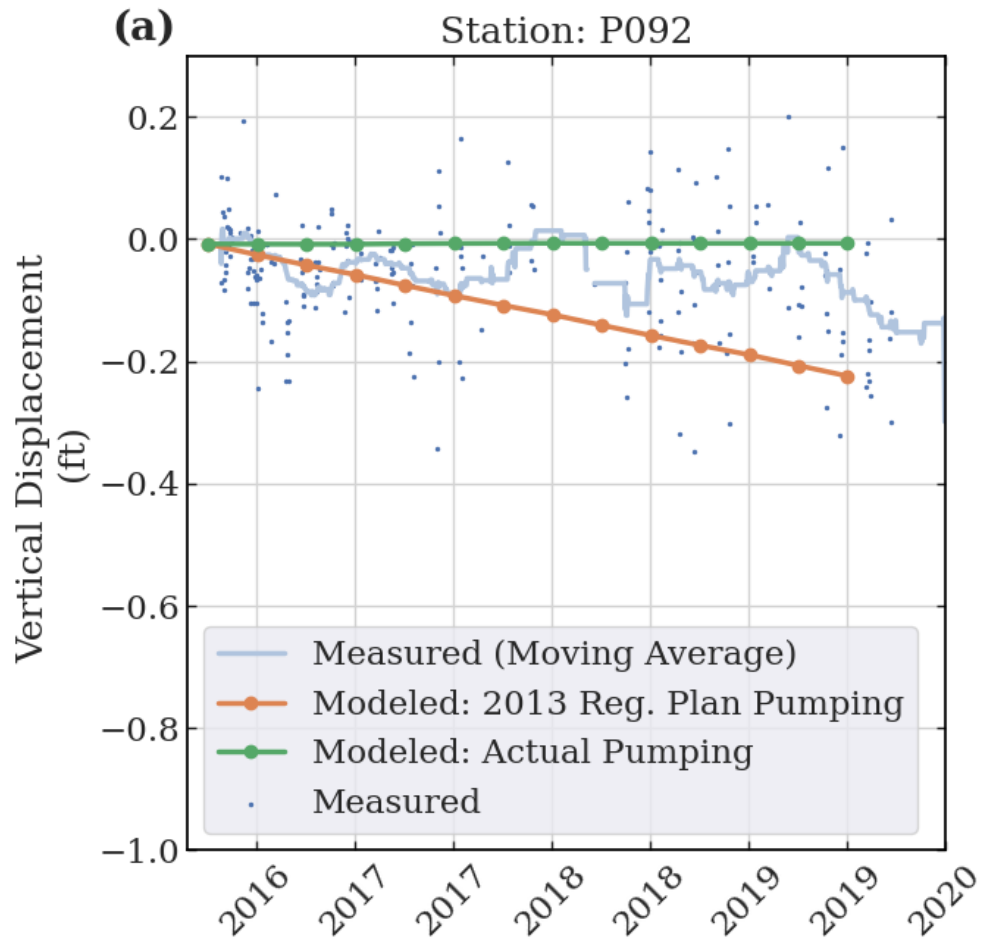 (a)
Station: P092
0.2
0.0
−0.2
−0.4
−0.6
−0.8
−1.0
Vertical Displacement
(ft)
Measured (Moving Average)
Modeled: 2013 Reg. Plan Pumping
Modeled: Actual Pumping
Measured
2016
2017
2017
2018
2018
2019
2019
2020